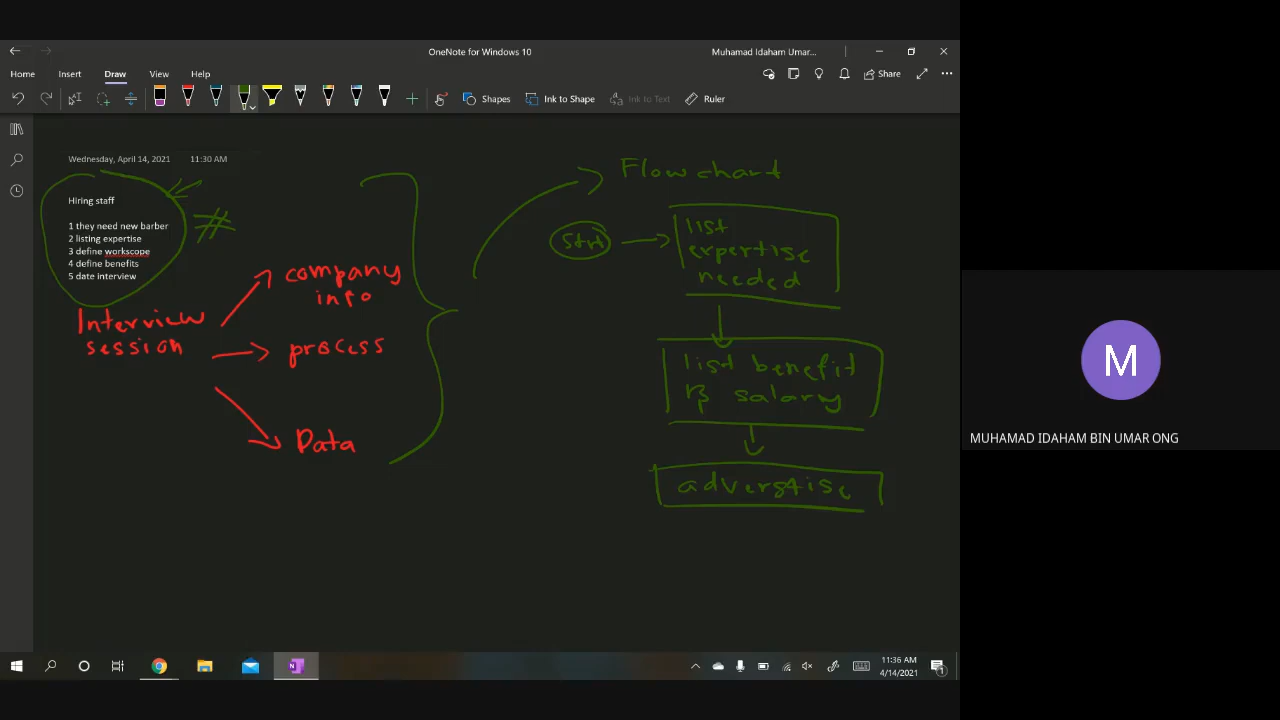 OneNote for Windows 10
Muhamad Idaham Umar...
Home
Insert
Draw
View
Help
Share
Shapes
Ink to Shape
Ink to Text
Ruler
Wednesday, April 14, 2021
11:30 AM
Hiring staff
1 they need new barber
2 listing expertise
3 define workscope
4 define benefits
5 date interview
#
Interview
session
company
info
process
Data
Flow chart
Strt
list
expertise
needed
list benefit
salary
adverstise
M
MUHAMAD IDAHAM BIN UMAR ONG
N
11:36 AM
4/14/2021
1